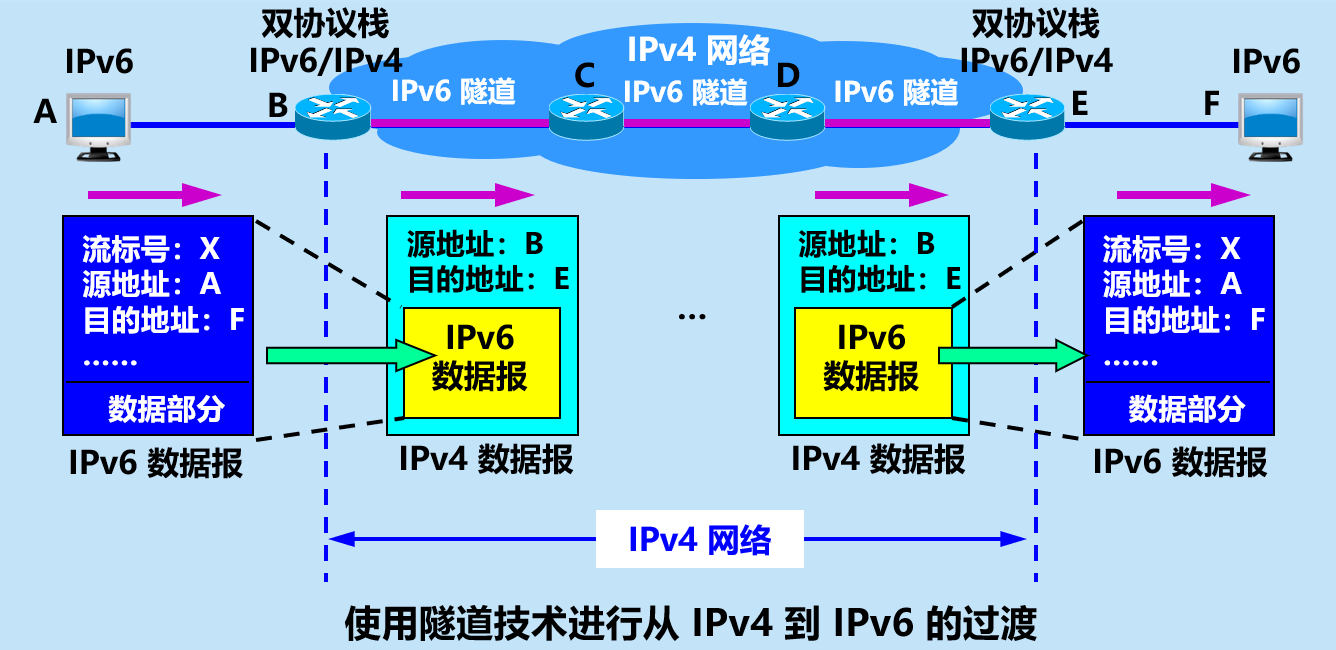 双协议栈
IPv6/IPv4
双协议栈
IPv6/IPv4
IPv4 网络
IPv6
IPv6
A
B
IPv6 隧道
C
IPv6 隧道
D
IPv6 隧道
E
F
流标号：X
源地址：A
目的地址：F
……
数据部分
IPv6 数据报
源地址：B
目的地址：E
IPv6
数据报
IPv4 数据报
...
源地址：B
目的地址：E
IPv6
数据报
IPv4 数据报
流标号：X
源地址：A
目的地址：F
……
数据部分
IPv6 数据报
IPv4 网络
使用隧道技术进行从 IPv4 到 IPv6 的过渡